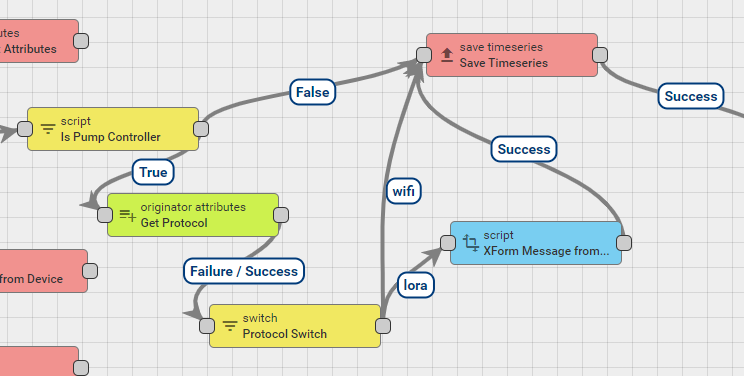 utes
Attributes
save timeseries
Save Timeseries
False
Success
script
Is Pump Controller
Success
True
wifi
originator attributes
Get Protocol
script
XForm Message from...
Failure / Success
from Device
lora
switch
Protocol Switch